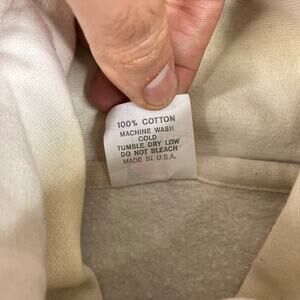 100% COTTON
MACHINE WASH
COLD
TUMBLE DRY LOW
DO NOT BLEACH
MADE IN U.S.A.